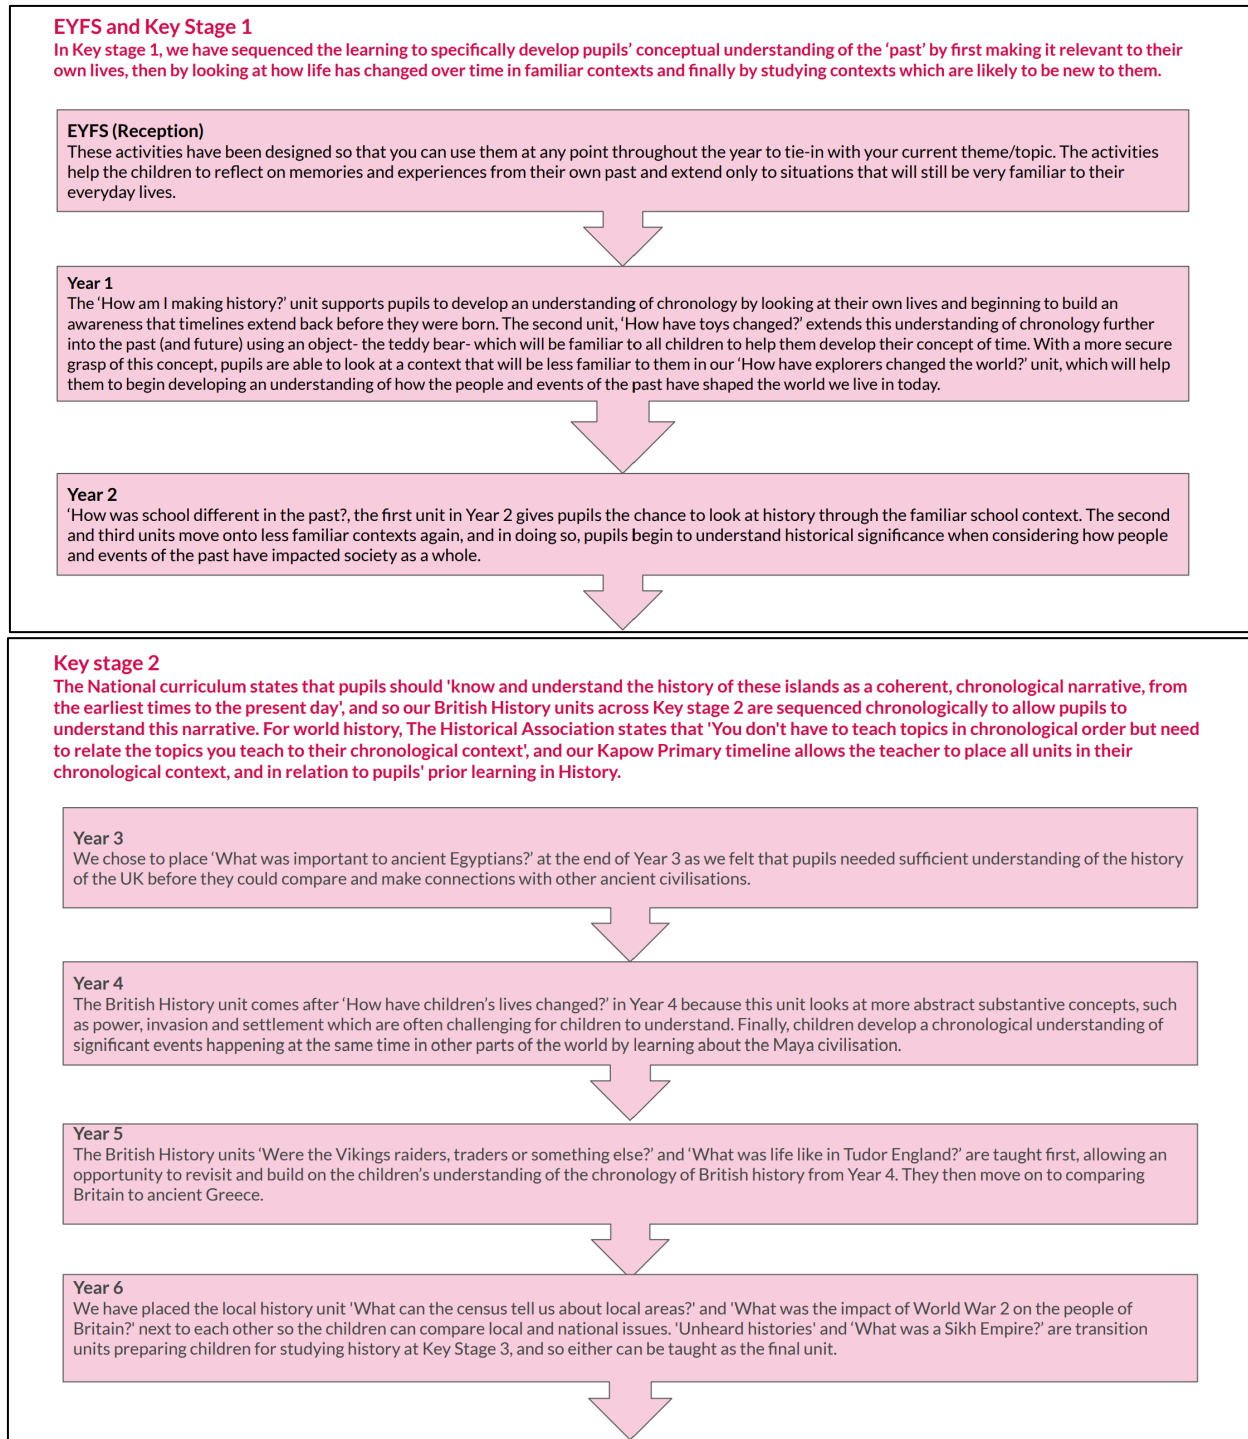 EYFS and Key Stage 1
In Key stage 1, we have sequenced the learning to specifically develop pupils’ conceptual understanding of the ‘past’ by first making it relevant to their
own lives, then by looking at how life has changed over time in familiar contexts and finally by studying contexts which are likely to be new to them.
EYFS (Reception)
These activities have been designed so that you can use them at any point throughout the year to tie-in with your current theme/topic. The activities
help the children to reflect on memories and experiences from their own past and extend only to situations that will still be very familiar to their
everyday lives.
Year 1
The ‘How am I making history?’ unit supports pupils to develop an understanding of chronology by looking at their own lives and beginning to build an
awareness that timelines extend back before they were born. The second unit, ‘How have toys changed?’ extends this understanding of chronology further
into the past (and future) using an object- the teddy bear- which will be familiar to all children to help them develop their concept of time. With a more secure
grasp of this concept, pupils are able to look at a context that will be less familiar to them in our ‘How have explorers changed the world?’ unit, which will help
them to begin developing an understanding of how the people and events of the past have shaped the world we live in today.
Year 2
‘How was school different in the past?, the first unit in Year 2 gives pupils the chance to look at history through the familiar school context. The second
and third units move onto less familiar contexts again, and in doing so, pupils begin to understand historical significance when considering how people
and events of the past have impacted society as a whole.
Key stage 2
The National curriculum states that pupils should 'know and understand the history of these islands as a coherent, chronological narrative, from
the earliest times to the present day', and so our British History units across Key stage 2 are sequenced chronologically to allow pupils to
understand this narrative. For world history, The Historical Association states that 'You don't have to teach topics in chronological order but need
to relate the topics you teach to their chronological context', and our Kapow Primary timeline allows the teacher to place all units in their
chronological context, and in relation to pupils' prior learning in History.
Year 3
We chose to place ‘What was important to ancient Egyptians?’ at the end of Year 3 as we felt that pupils needed sufficient understanding of the history
of the UK before they could compare and make connections with other ancient civilisations.
Year 4
The British History unit comes after ‘How have children’s lives changed?’ in Year 4 because this unit looks at more abstract substantive concepts, such
as power, invasion and settlement which are often challenging for children to understand. Finally, children develop a chronological understanding of
significant events happening at the same time in other parts of the world by learning about the Maya civilisation.
Year 5
The British History units ‘Were the Vikings raiders, traders or something else?’ and ‘What was life like in Tudor England?’ are taught first, allowing an
opportunity to revisit and build on the children’s understanding of the chronology of British history from Year 4. They then move on to comparing
Britain to ancient Greece.
Year 6
We have placed the local history unit 'What can the census tell us about local areas?' and 'What was the impact of World War 2 on the people of
Britain?' next to each other so the children can compare local and national issues. 'Unheard histories' and ‘What was a Sikh Empire?’ are transition
units preparing children for studying history at Key Stage 3, and so either can be taught as the final unit.